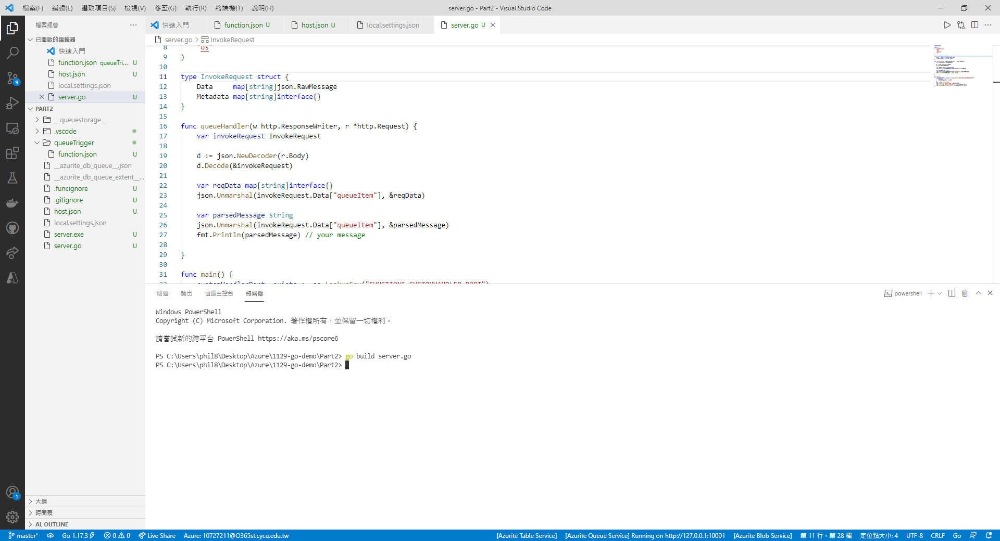 檔案(F) 編輯(E) 選取項目(S) 檢視(V) 移至(G) 執行(R) 終端機(T) 說明(H) server.go - Part2 - Visual Studio Code
檔案總管
已開啟的編輯器
快速入門
function.json queueTri... U
host.json U
local.settings.json
server.go U
PART2
__queuestorage__
.vscode
queueTrigger
function.json U
__azurite_db_queue__.json
__azurite_db_queue_extent__...
.funcignore U
.gitignore U
host.json U
local.settings.json
server.exe U
server.go U
大綱
時間表
AL OUTLINE
9
1
快速入門 function.json U host.json U local.settings.json server.go U
server.go > InvokeRequest
8 "os"
9 )
10
11 type InvokeRequest struct {
12 Data map[string]json.RawMessage
13 Metadata map[string]interface{}
14 }
15
16 func queueHandler(w http.ResponseWriter, r *http.Request) {
17 var invokeRequest InvokeRequest
18
19 d := json.NewDecoder(r.Body)
20 d.Decode(&invokeRequest)
21
22 var reqData map[string]interface{}
23 json.Unmarshal(invokeRequest.Data["queueItem"], &reqData)
24
25 var parsedMessage string
26 json.Unmarshal(invokeRequest.Data["queueItem"], &parsedMessage)
27 fmt.Println(parsedMessage) // your message
28
29 }
30
31 func main() {
32 customHandlerPort, exists := os.LookupEnv("FUNCTIONS_CUSTOMHANDLER_PORT")
問題 輸出 偵錯主控台 終端機 powershell
Windows PowerShell
Copyright (C) Microsoft Corporation. 著作權所有，並保留一切權利。
請嘗試新的跨平台 PowerShell https://aka.ms/pscore6
PS C:\Users\phil8\Desktop\Azure\1129-go-demo\Part2> go build server.go
PS C:\Users\phil8\Desktop\Azure\1129-go-demo\Part2>
master* Go 1.17.3 0 0 Live Share Azure: 10727211@O365st.cycu.edu.tw [Azurite Table Service] [Azurite Queue Service] Running on http://127.0.0.1:10001 [Azurite Blob Service] 第 11 行，第 28 欄 定位點大小: 4 UTF-8 CRLF Go